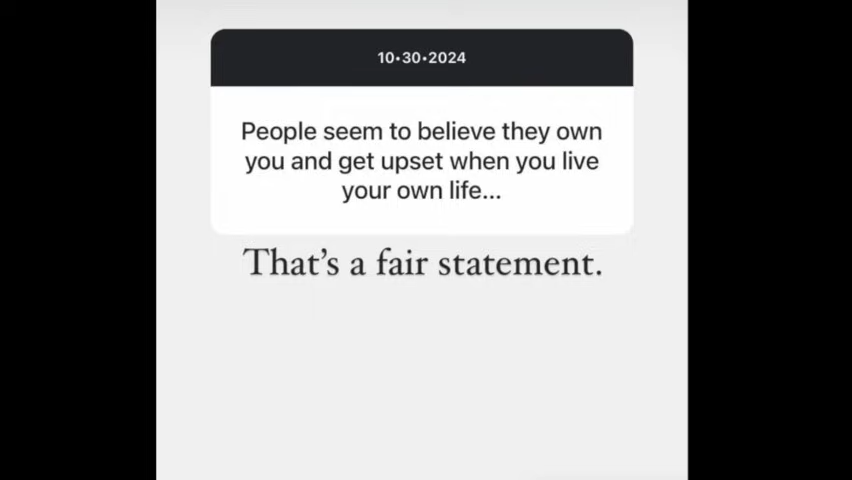 10•30•2024
People seem to believe they own
you and get upset when you live
your own life...
That’s a fair statement.